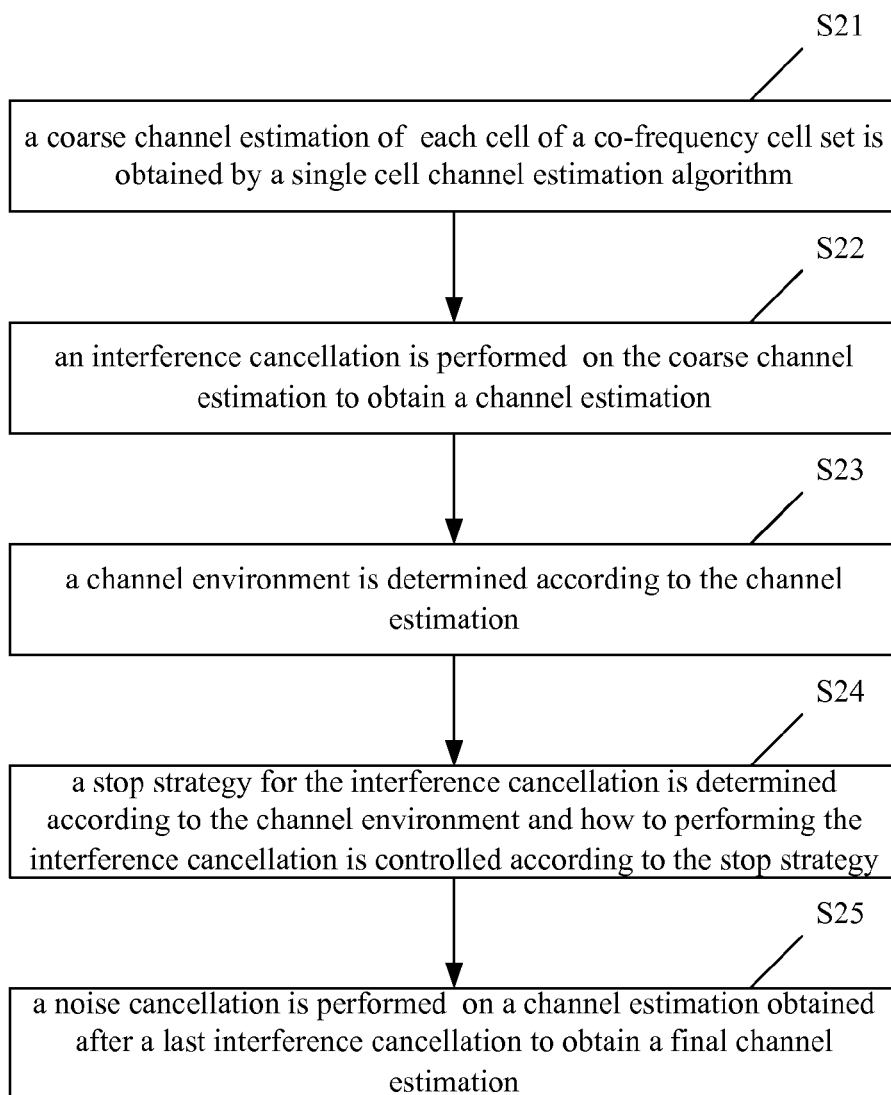 S21
a coarse channel estimation of each cell of a co-frequency cell set is
obtained by a single cell channel estimation algorithm
S22
an interference cancellation is performed on the coarse channel
estimation to obtain a channel estimation
S23
a channel environment is determined according to the channel
estimation
S24
a stop strategy for the interference cancellation is determined
according to the channel environment and how to performing the
interference cancellation is controlled according to the stop strategy
S25
a noise cancellation is performed on a channel estimation obtained
after a last interference cancellation to obtain a final channel
estimation